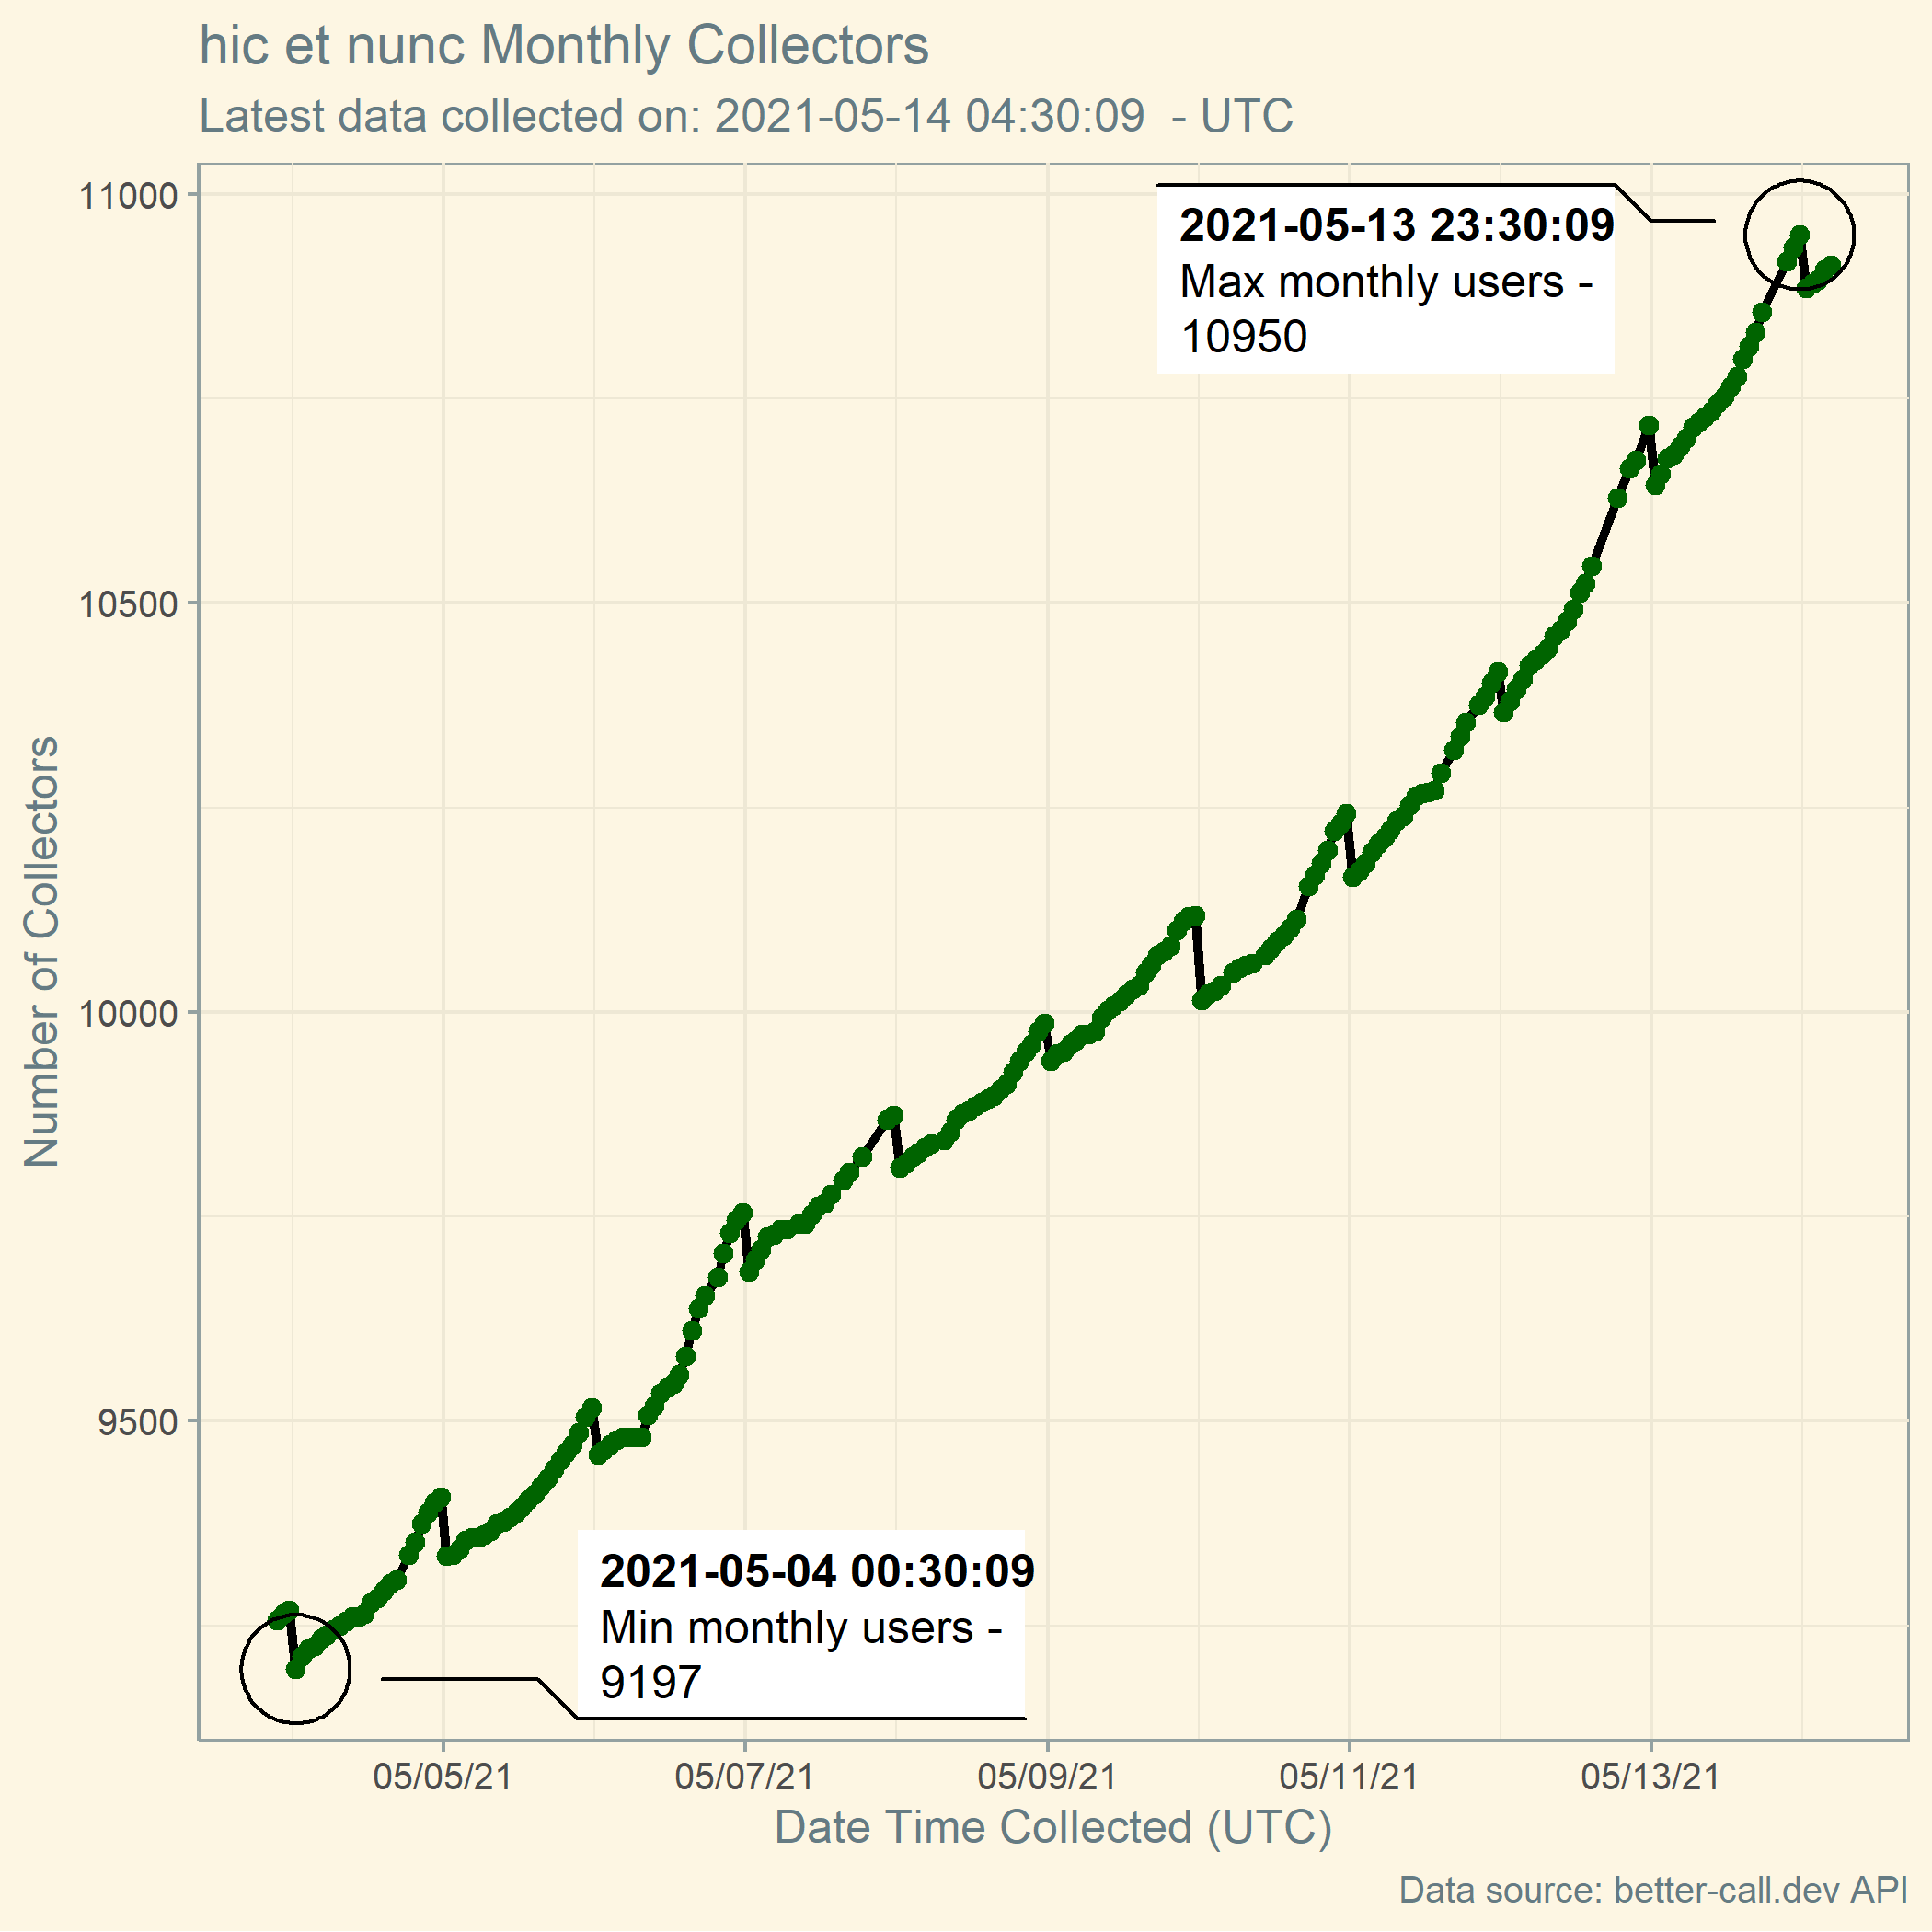 hic et nunc Monthly Collectors
Latest data collected on: 2021-05-14 04:30:09  - UTC
11000
2021-05-13 23:30:09
Max monthly users -
10950
10500
Number of Collectors
10000
9500
2021-05-04 00:30:09
Min monthly users -
9197
05/05/21 05/07/21 05/09/21 05/11/21 05/13/21
Date Time Collected (UTC)
Data source: better-call.dev API